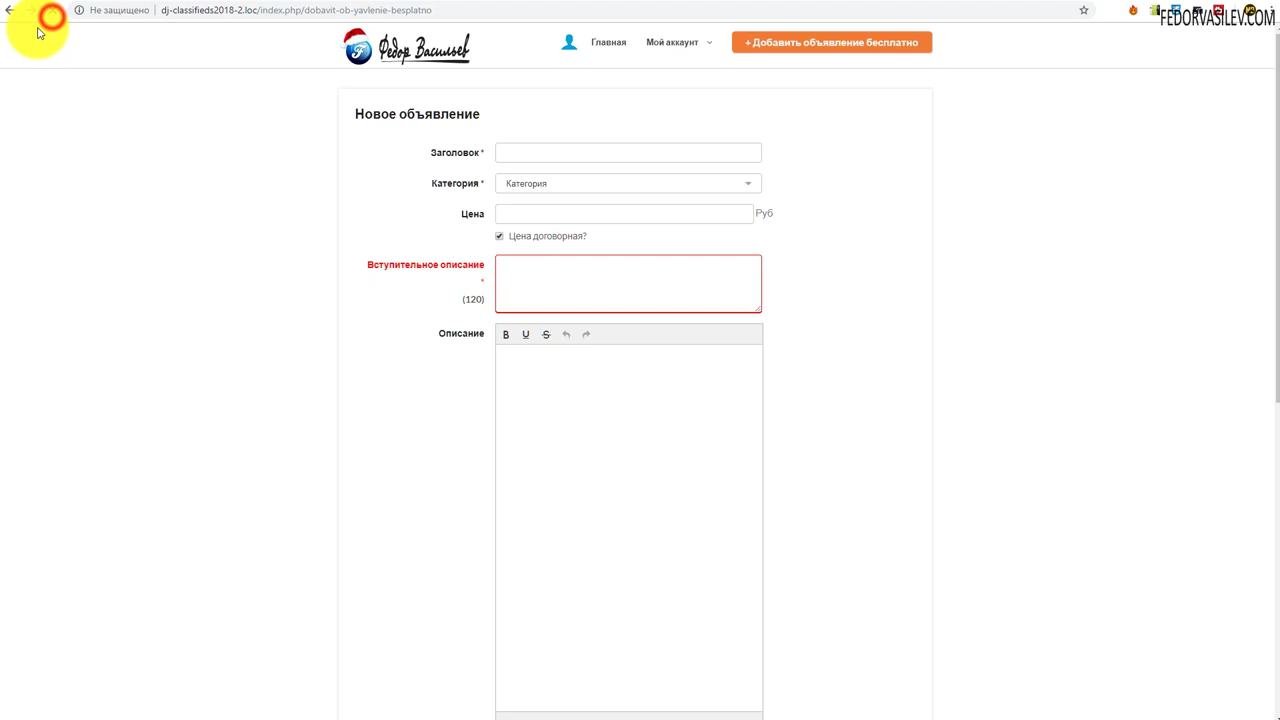 Не защищено dj-classifieds2018-2.loc/index.php/dobavit-ob-yavlenie-besplatno
FEDORVASILEV.COM
Федор Васильев
Главная
Мой аккаунт
+ Добавить объявление бесплатно
Новое объявление
Заголовок *
Категория * Категория
Цена Руб
Цена договорная?
Вступительное описание
*
(120)
Описание B U S